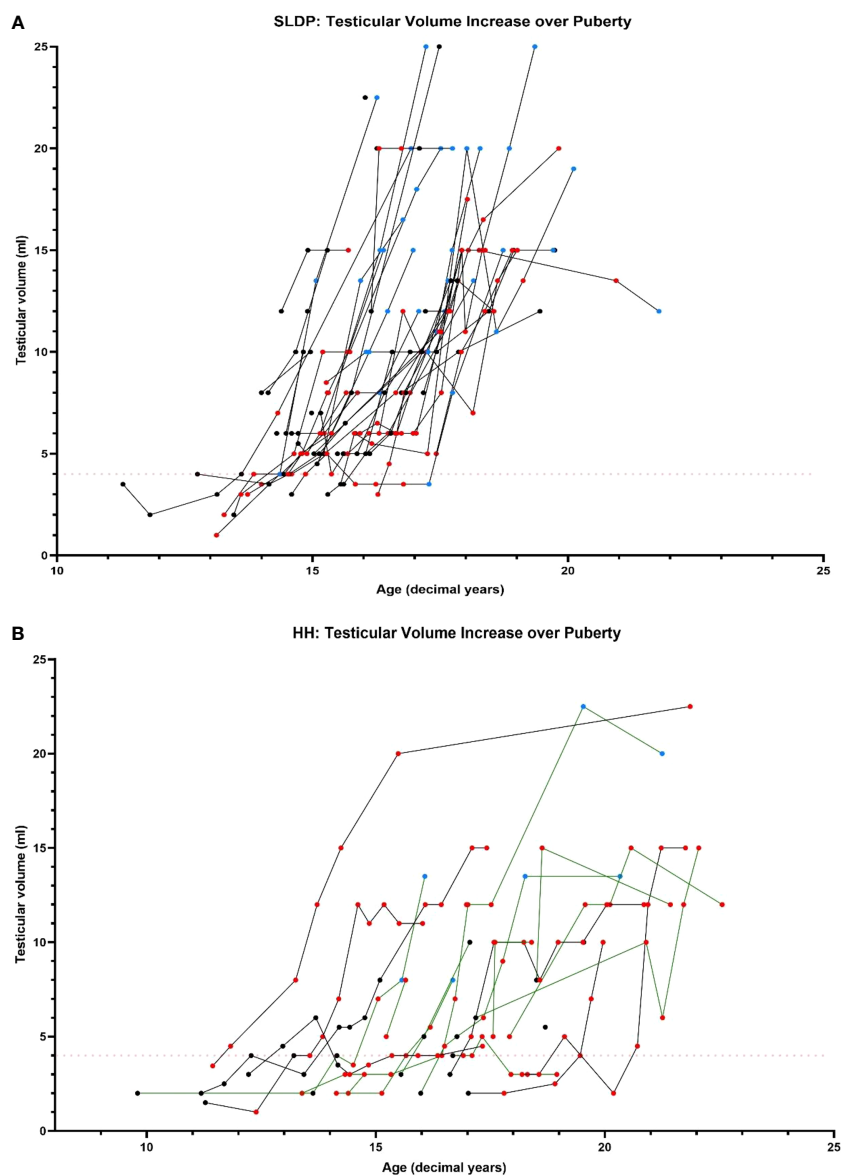 A
SLDP: Testicular Volume Increase over Puberty
25
20
15
10
5
0
Testicular volume (ml)
10 15 20 25
Age (decimal years)
B
HH: Testicular Volume Increase over Puberty
25
20
15
10
5
0
Testicular volume (ml)
10 15 20 25
Age (decimal years)